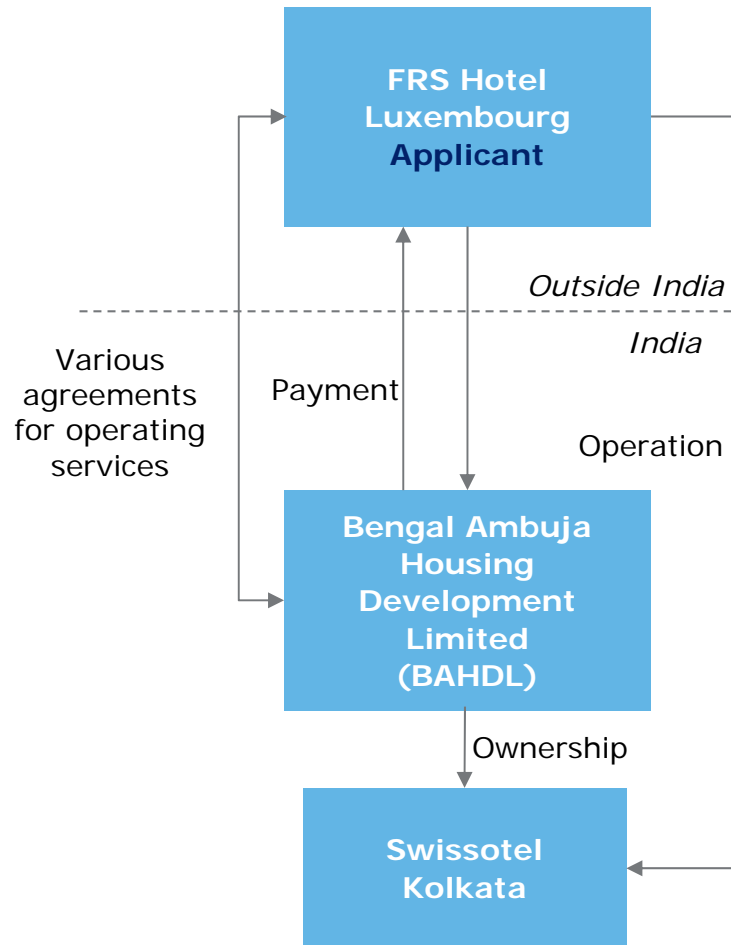 FRS Hotel
Luxembourg
Applicant
Outside India
India
Various
agreements
for operating
services
Payment
Operation
Bengal Ambuja
Housing
Development
Limited
(BAHDL)
Ownership
Swissotel
Kolkata